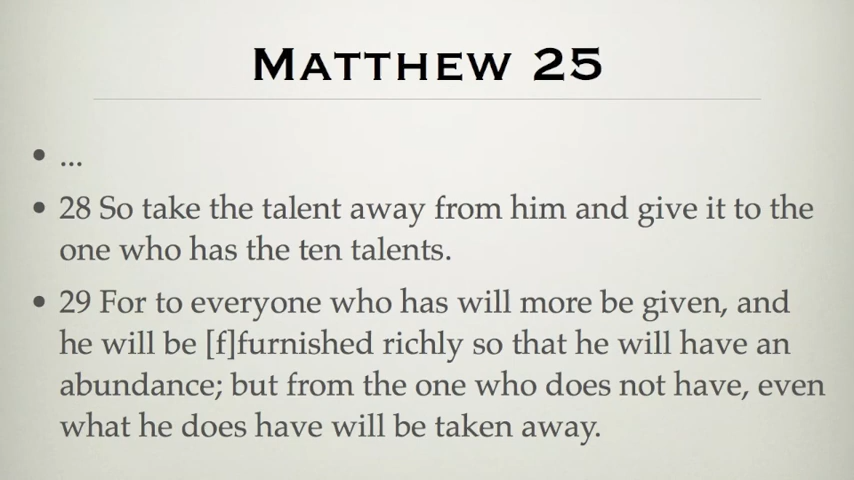 MATTHEW 25
• ...
• 28 So take the talent away from him and give it to the
one who has the ten talents.
• 29 For to everyone who has will more be given, and
he will be [f]furnished richly so that he will have an
abundance; but from the one who does not have, even
what he does have will be taken away.